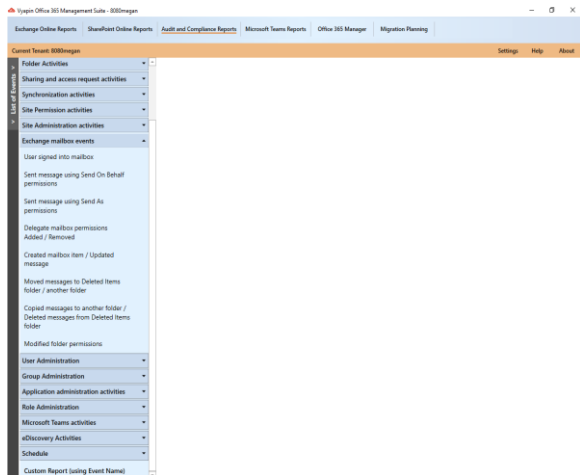 Vyapin Office 365 Management Suite - 8080megan
Exchange Online Reports SharePoint Online Reports Audit and Compliance Reports Microsoft Teams Reports Office 365 Manager Migration Planning
Current Tenant: 8080megan Settings Help About
List of Events
Folder Activities
Sharing and access request activities
Synchronization activities
Site Permission activities
Site Administration activities
Exchange mailbox events
User signed into mailbox
Sent message using Send On Behalf
permissions
Sent message using Send As
permissions
Delegate mailbox permissions
Added / Removed
Created mailbox item / Updated
message
Moved messages to Deleted Items
folder / another folder
Copied messages to another folder /
Deleted messages from Deleted Items
folder
Modified folder permissions
User Administration
Group Administration
Application administration activities
Role Administration
Microsoft Teams activities
eDiscovery Activities
Schedule
Custom Report (using Event Name)